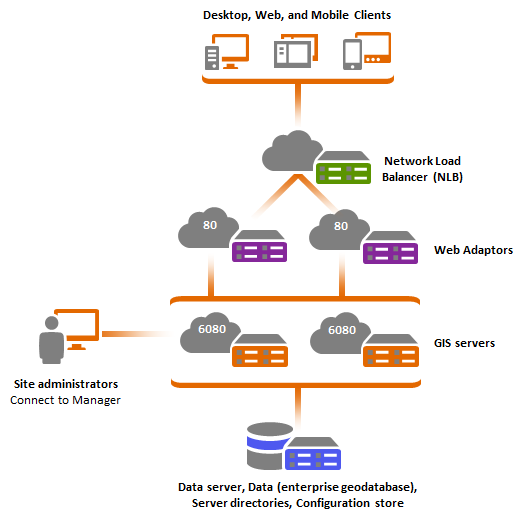 Desktop, Web, and Mobile Clients
Network Load
Balancer (NLB)
80
80
Web Adaptors
6080
6080
GIS servers
Site administrators
Connect to Manager
Data server, Data (enterprise geodatabase),
Server directories, Configuration store